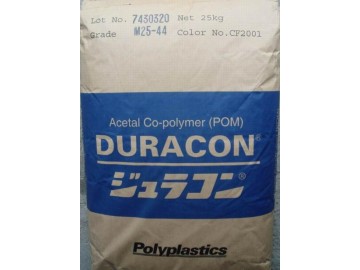 Lot No. 7430320 Net 25kg
Grade M25-44 Color No.CF2001
Acetal Co-polymer (POM)
DURACON®
ジュラコン®
Polyplastics